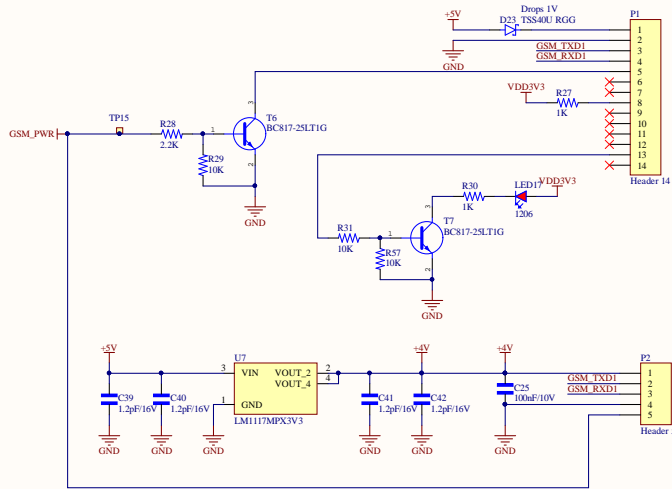 Drops 1V
D23 TSS40U RGG
+5V
GND
P1
GSM_TXD1
GSM_RXD1
VDD3V3
R27
1K
1
2
3
4
5
6
7
8
9
10
11
12
13
14
Header 14
GSM_PWR
TP15
R28
2.2K
R29
10K
1
3
2
T6
BC817-25LT1G
GND
R31
10K
R57
10K
1
3
2
T7
BC817-25LT1G
R30
1K
LED17
1206
VDD3V3
GND
+5V
C39
1.2pF/16V
GND
C40
1.2pF/16V
GND
U7
3
VIN
VOUT_2
2
VOUT_4
4
1
GND
LM1117MPX3V3
GND
C41
1.2pF/16V
GND
+4V
C42
1.2pF/16V
GND
+4V
C25
100nF/10V
GND
P2
GSM_TXD1
GSM_RXD1
1
2
3
4
5
Header